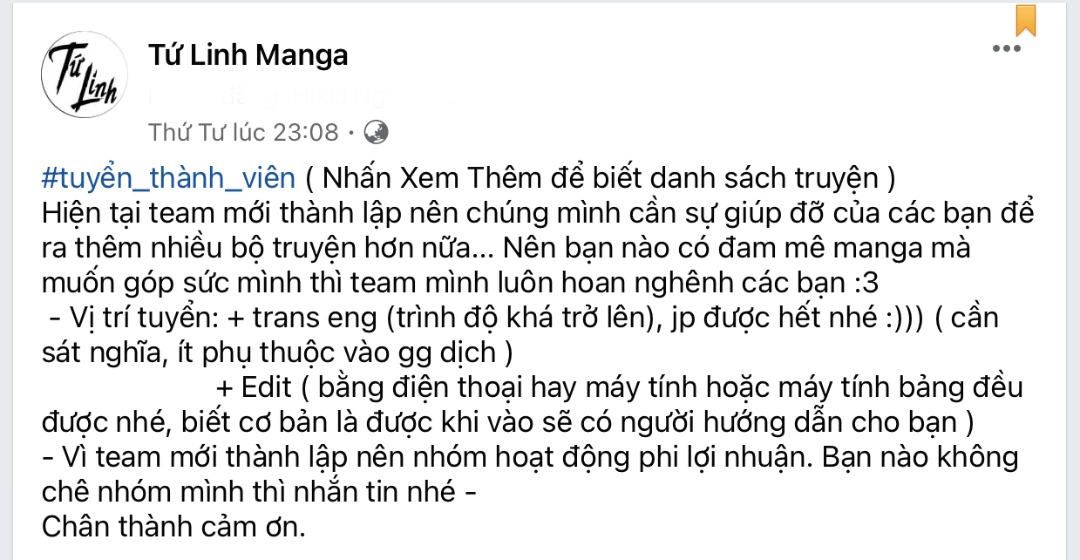 Tứ Linh
Tứ Linh Manga
Thứ Tư lúc 23:08 ·
#tuyển_thành_viên ( Nhấn Xem Thêm để biết danh sách truyện )
Hiện tại team mới thành lập nên chúng mình cần sự giúp đỡ của các bạn để
ra thêm nhiều bộ truyện hơn nữa... Nên bạn nào có đam mê manga mà
muốn góp sức mình thì team mình luôn hoan nghênh các bạn :3
- Vị trí tuyển: + trans eng (trình độ khá trở lên), jp được hết nhé :))) ( cần
sát nghĩa, ít phụ thuộc vào gg dịch )
+ Edit ( bằng điện thoại hay máy tính hoặc máy tính bảng đều
được nhé, biết cơ bản là được khi vào sẽ có người hướng dẫn cho bạn )
- Vì team mới thành lập nên nhóm hoạt động phi lợi nhuận. Bạn nào không
chê nhóm mình thì nhắn tin nhé -
Chân thành cảm ơn.